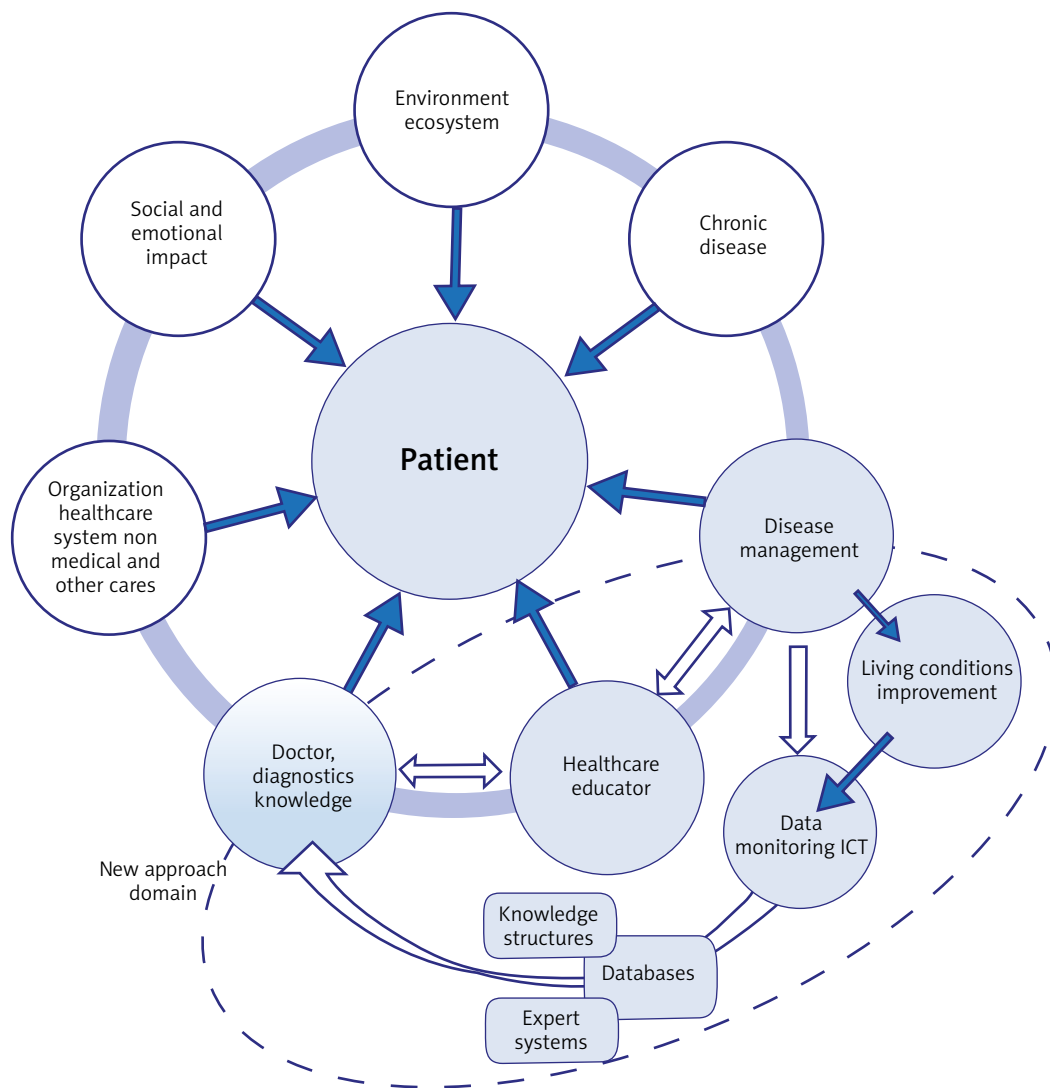 Environment
ecosystem
Social and
emotional
impact
Chronic
disease
Patient
Organization
healthcare
system non
medical and
other cares
Disease
management
Living conditions
improvement
Doctor,
diagnostics
knowledge
Healthcare
educator
Data
monitoring ICT
New approach
domain
Knowledge
structures
Databases
Expert
systems